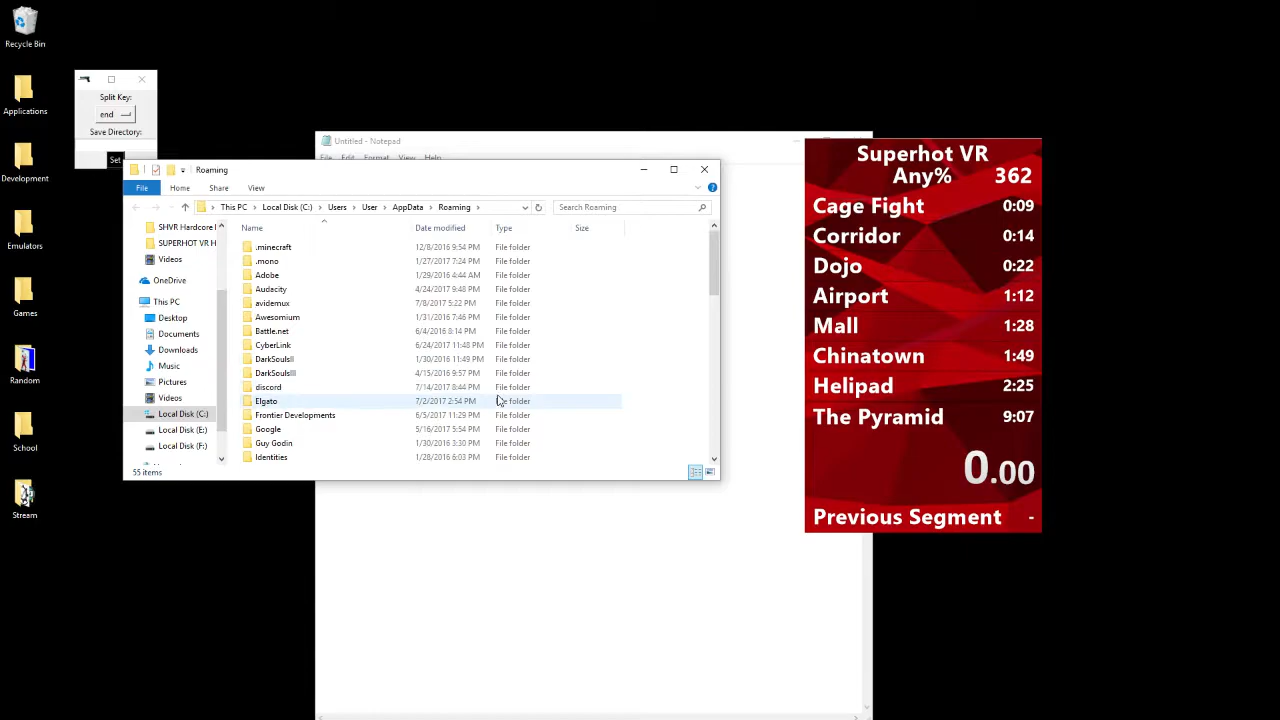 Recycle Bin
Applications
Development
Emulators
Games
Random
School
Stream
Split Key:
end
Save Directory:
Set
Untitled - Notepad
File Edit Format View Help
Roaming
File Home Share View
This PC > Local Disk (C:) > Users > User > AppData > Roaming >
Search Roaming
SHVR Hardcore
SUPERHOT VR H
Videos
OneDrive
This PC
Desktop
Documents
Downloads
Music
Pictures
Videos
Local Disk (C:)
Local Disk (E:)
Local Disk (F:)
Name Date modified Type Size
.minecraft 12/8/2016 9:54 PM File folder
.mono 1/27/2017 7:24 PM File folder
Adobe 1/29/2016 4:44 AM File folder
Audacity 4/24/2017 9:48 PM File folder
avidemux 7/8/2017 5:22 PM File folder
Awesomium 1/31/2016 7:46 PM File folder
Battle.net 6/4/2016 8:14 PM File folder
CyberLink 6/24/2017 11:48 PM File folder
DarkSoulsII 1/30/2016 11:49 PM File folder
DarkSoulsIII 4/15/2016 9:57 PM File folder
discord 7/14/2017 8:44 PM File folder
Elgato 7/2/2017 2:54 PM File folder
Frontier Developments 6/5/2017 11:29 PM File folder
Google 5/16/2017 5:54 PM File folder
Guy Godin 1/30/2016 3:30 PM File folder
Identities 1/28/2016 6:03 PM File folder
55 items
Superhot VR
Any% 362
Cage Fight 0:09
Corridor 0:14
Dojo 0:22
Airport 1:12
Mall 1:28
Chinatown 1:49
Helipad 2:25
The Pyramid 9:07
0.00
Previous Segment -